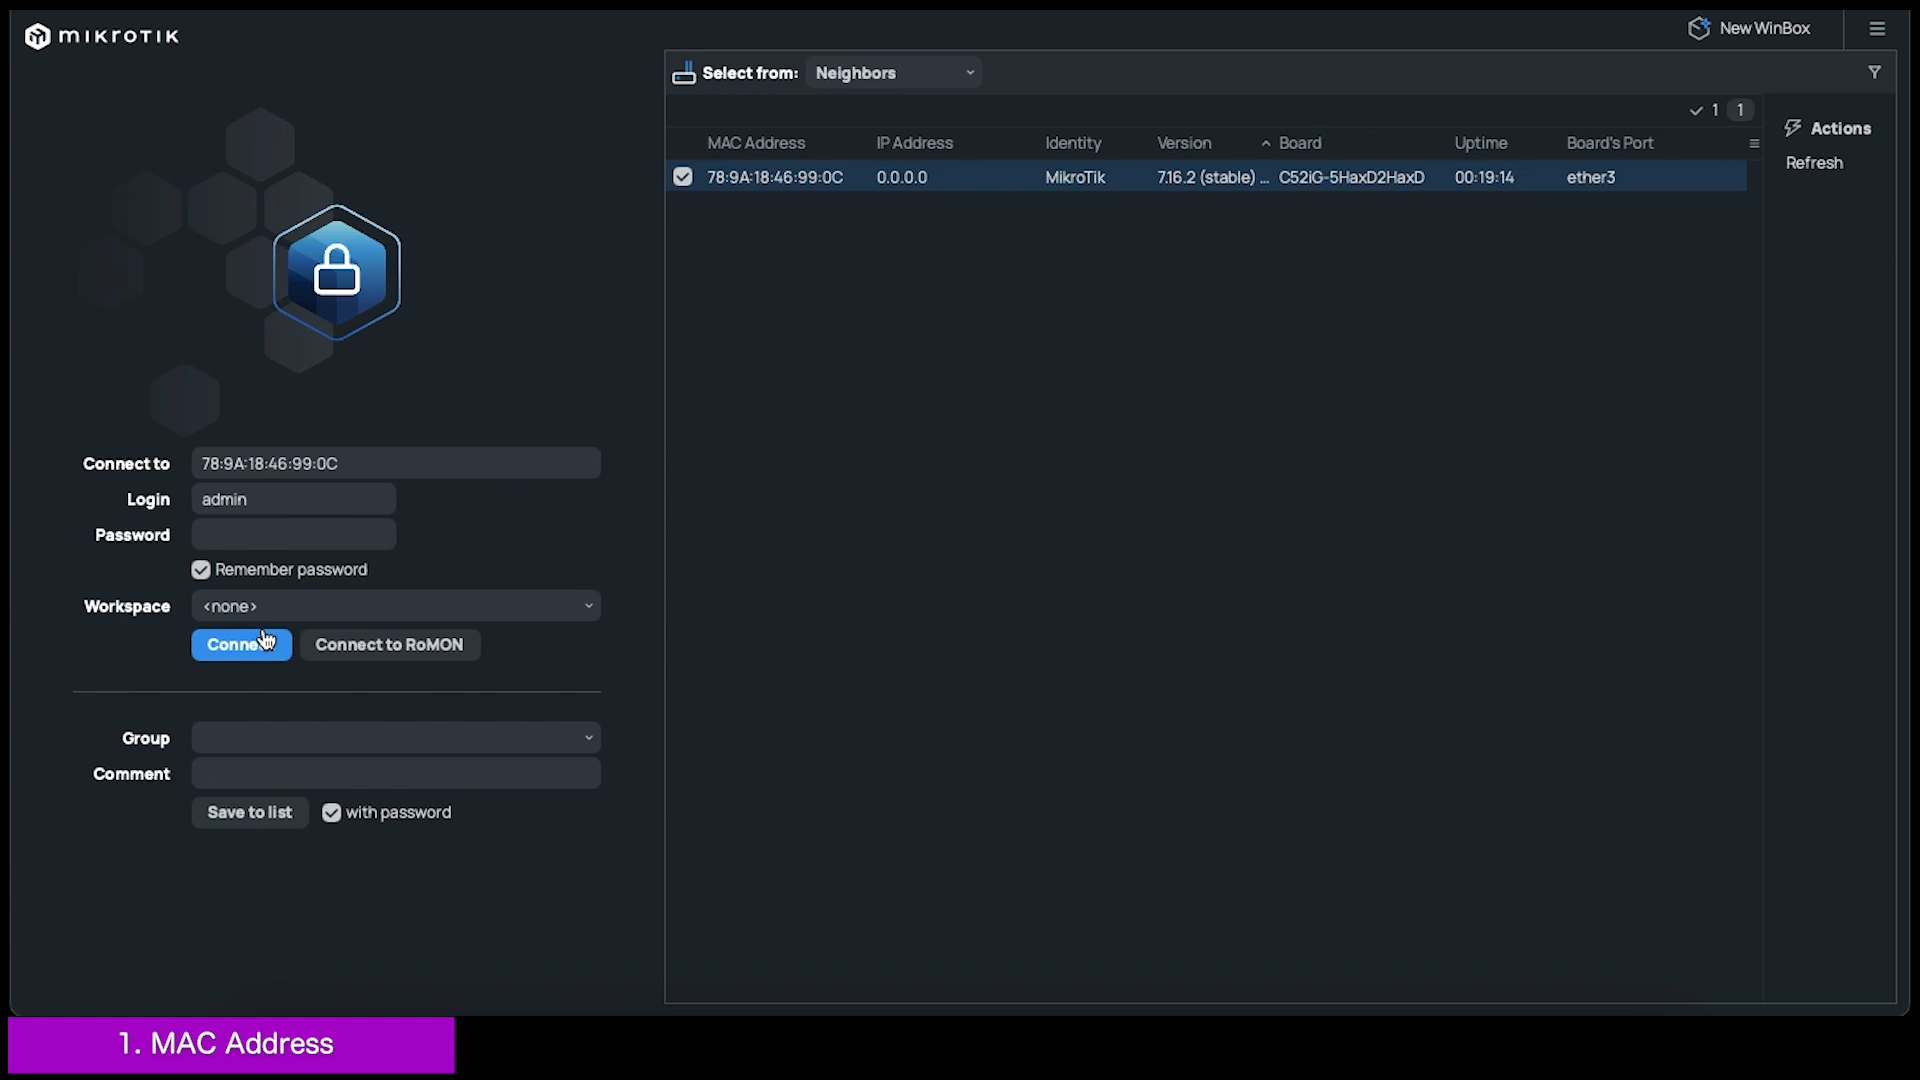 MikroTik
New WinBox
Select from: Neighbors
1 1
MAC Address IP Address Identity Version Board Uptime Board's Port
78:9A:18:46:99:0C 0.0.0.0 MikroTik 7.16.2 (stable) ... C52iG-5HaxD2HaxD 00:19:14 ether3
Actions
Refresh
Connect to 78:9A:18:46:99:0C
Login admin
Password
Remember password
Workspace <none>
Connect Connect to RoMON
Group
Comment
Save to list with password
1. MAC Address